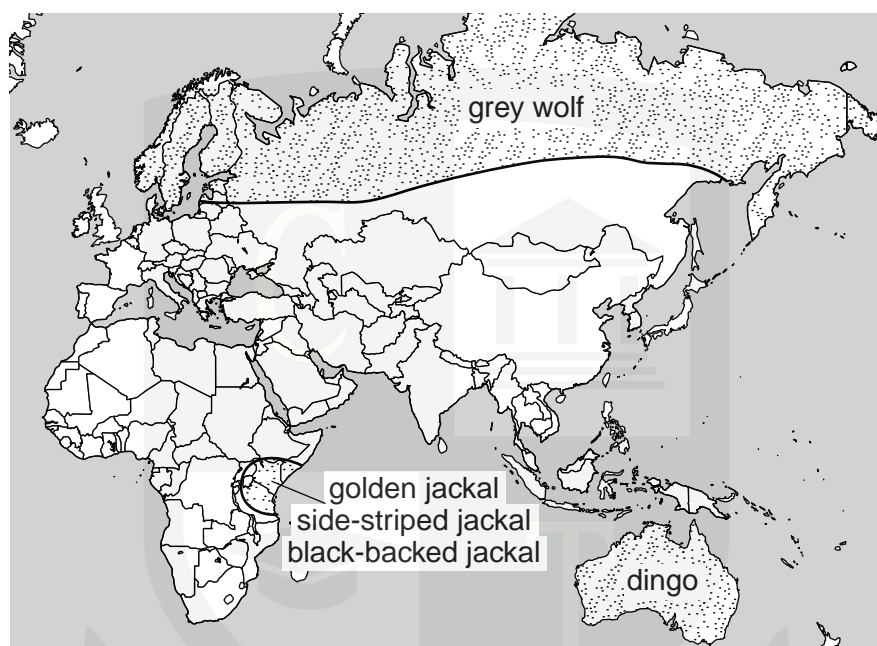 grey wolf
golden jackal
side-striped jackal
black-backed jackal
dingo